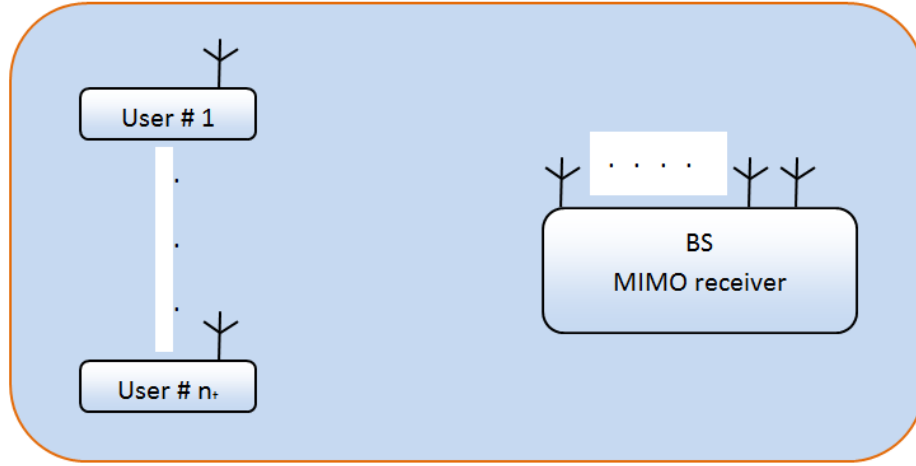 User # 1
.
.
.
User # nₜ
. . . .
BS
MIMO receiver